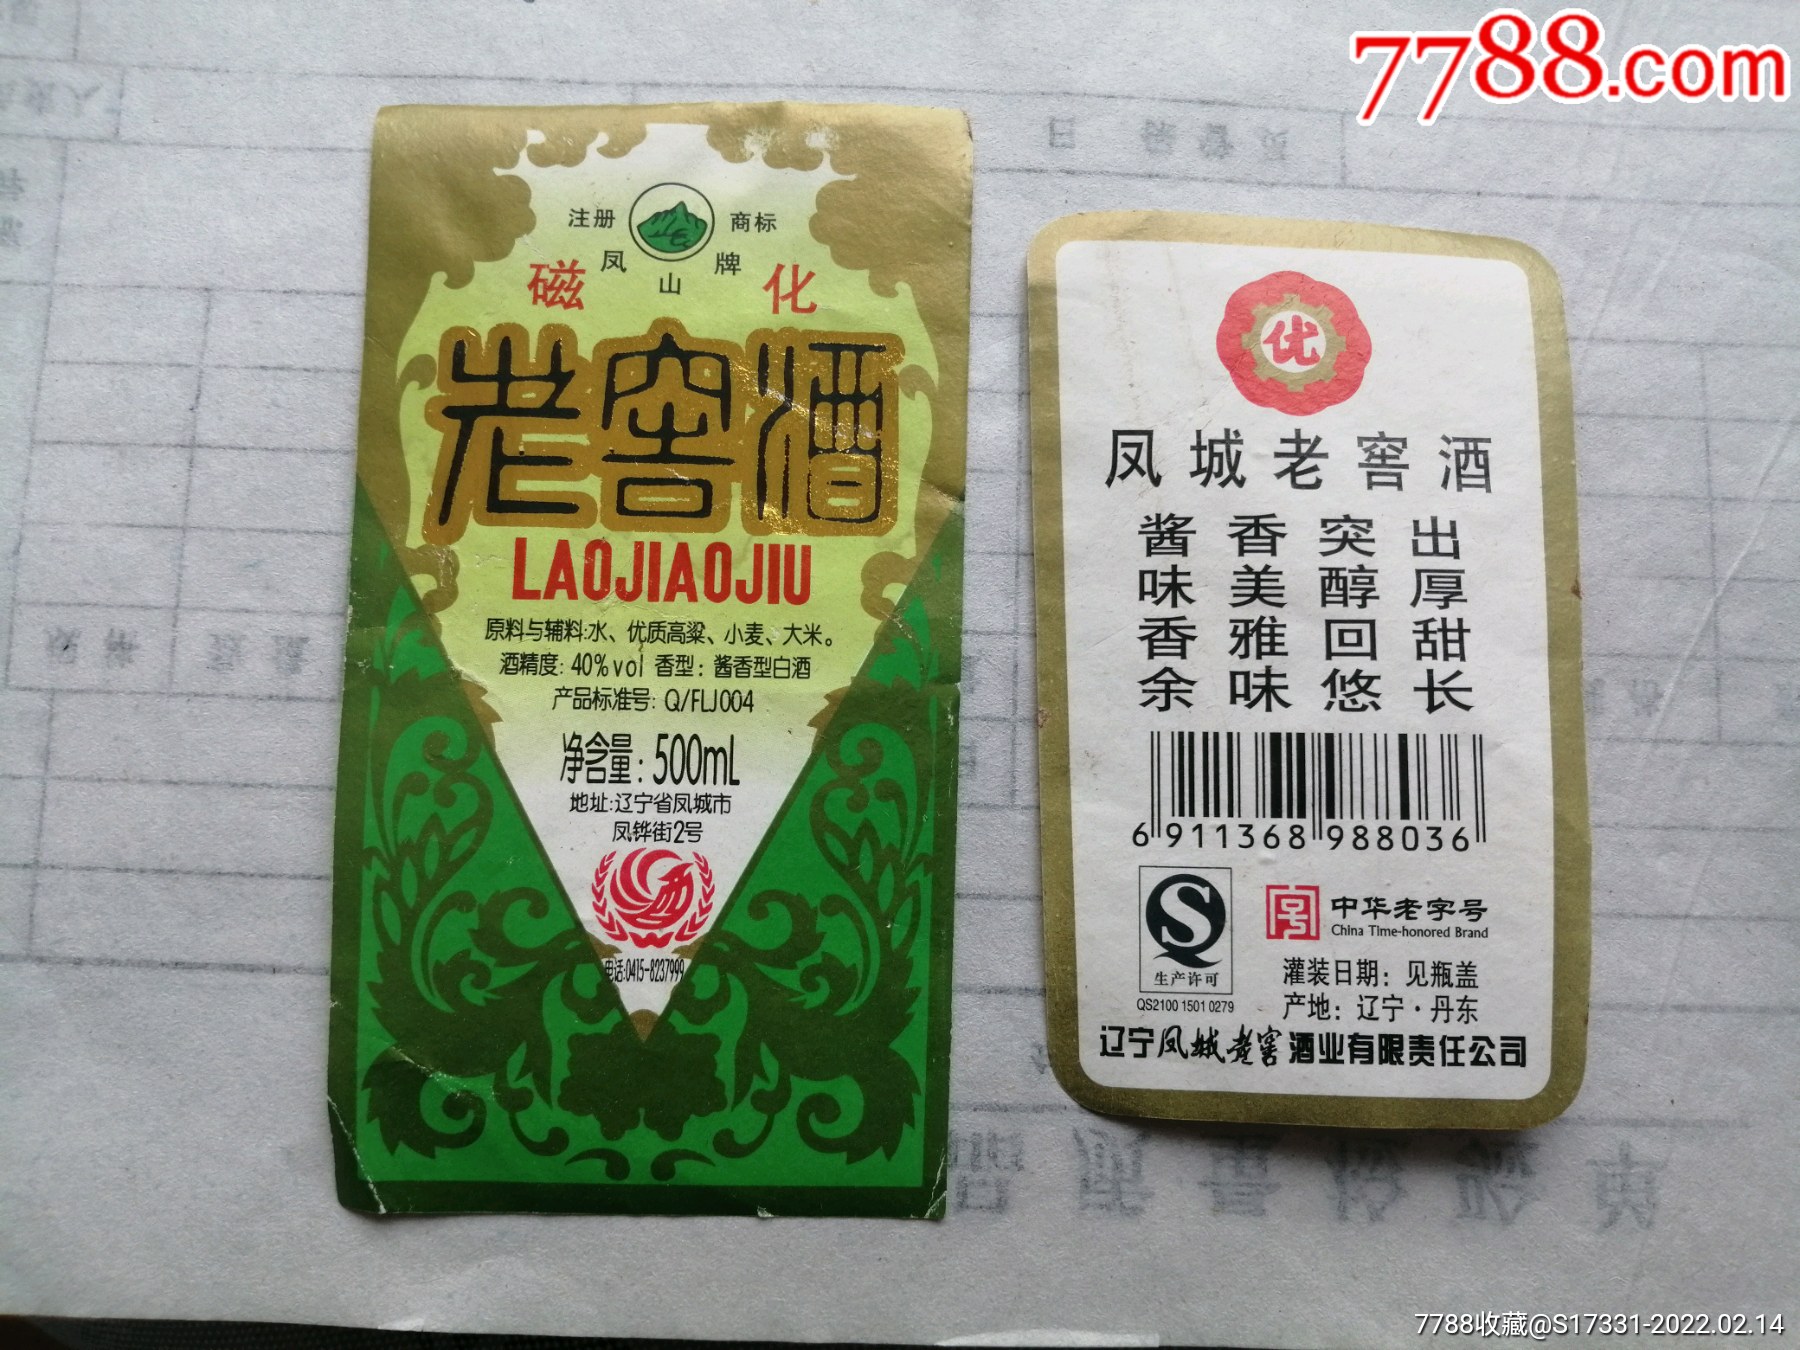 7788.com
注册 商标
凤山牌
磁化
老窖酒
LAOJIAOJIU
原料与辅料:水、优质高粱、小麦、大米。
酒精度: 40%vol 香型: 酱香型白酒
产品标准号: Q/FLJ004
净含量: 500mL
地址:辽宁省凤城市
凤铧街2号
电话:0415-8237999
优
凤城老窖酒
酱香突出
味美醇厚
香雅回甜
余味悠长
6 911368 988036
生产许可
QS2100 1501 0279
中华老字号
China Time-honored Brand
灌装日期: 见瓶盖
产地: 辽宁·丹东
辽宁凤城老窖酒业有限责任公司
7788收藏@S17331-2022.02.14